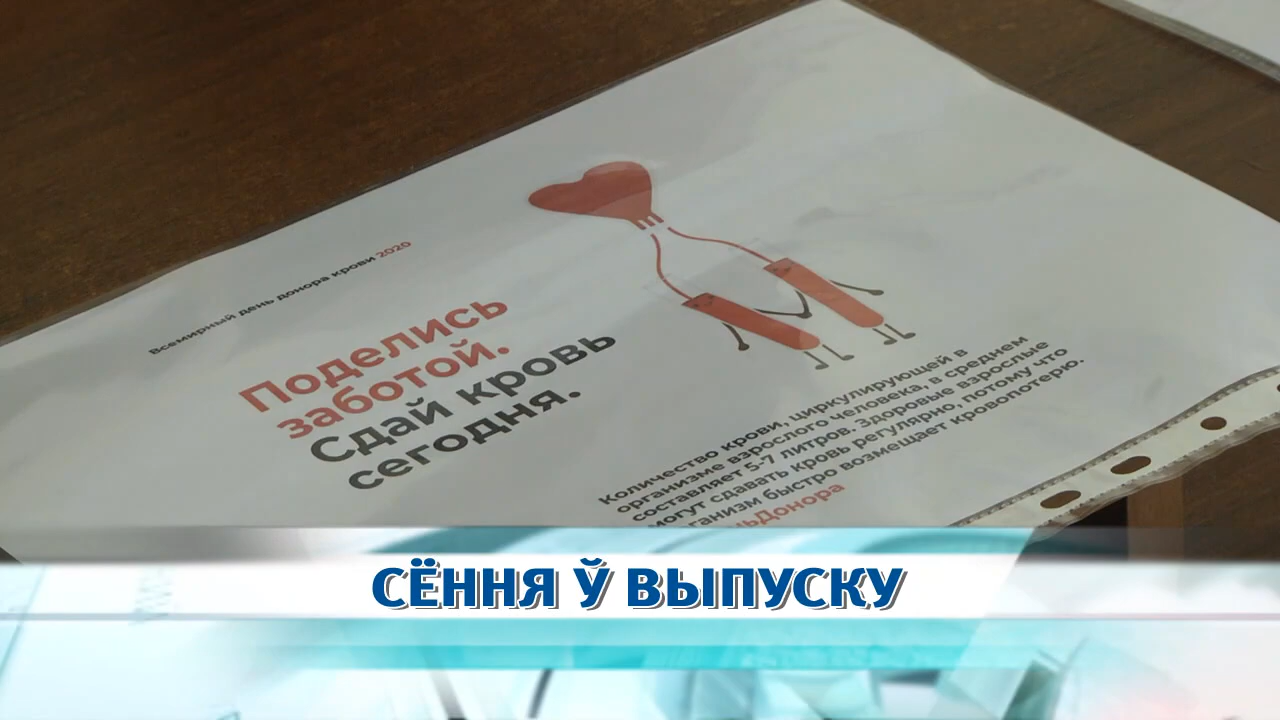 Всемирный день донора крови 2020
Поделись
заботой.
Сдай кровь
сегодня.
Количество крови, циркулирующей в
организме взрослого человека, в среднем
составляет 5-7 литров. Здоровые взрослые
могут сдавать кровь регулярно, потому что
быстро возмещает кровопотерю.
СЁННЯ Ў ВЫПУСКУ